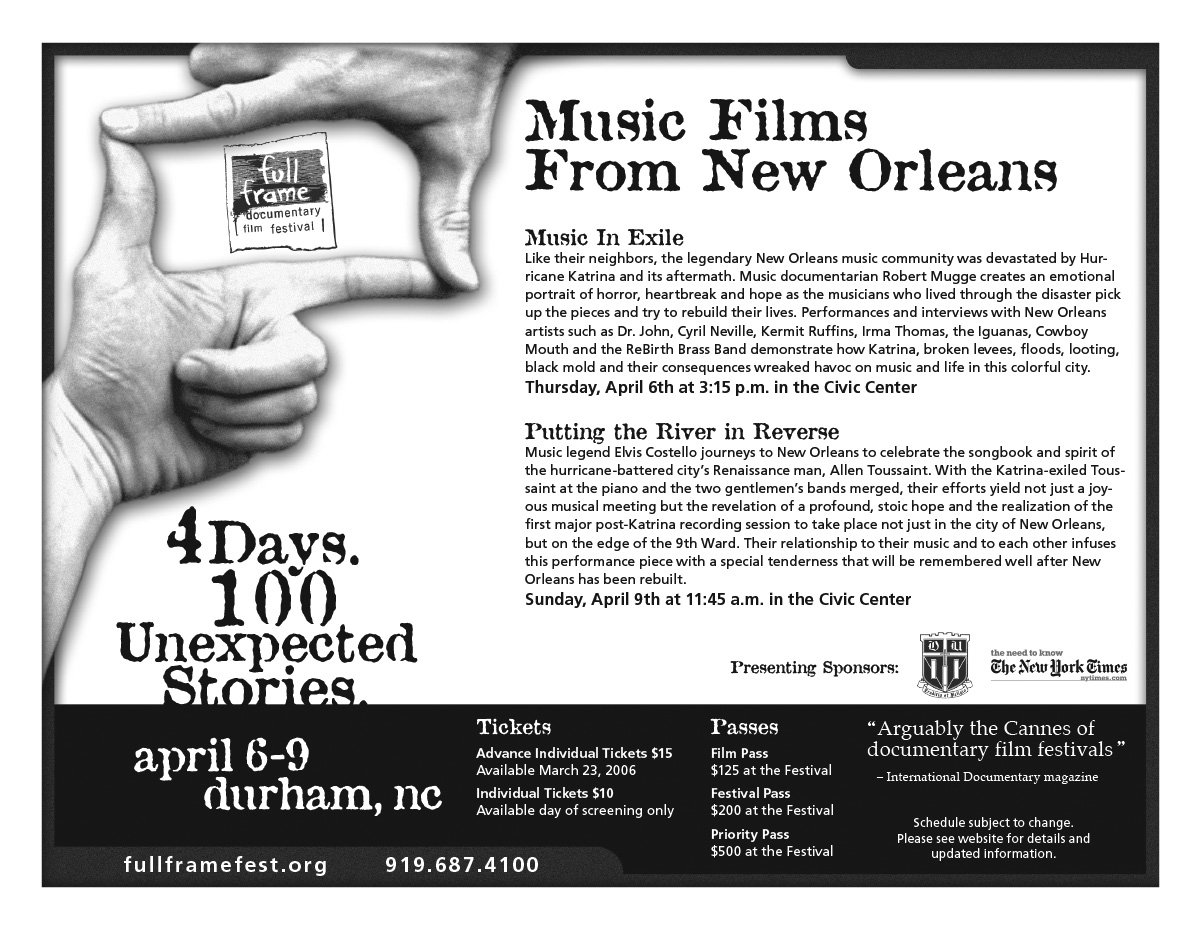 full
frame
documentary
film festival
Music Films
From New Orleans
Music In Exile
Like their neighbors, the legendary New Orleans music community was devastated by Hur-
ricane Katrina and its aftermath. Music documentarian Robert Mugge creates an emotional
portrait of horror, heartbreak and hope as the musicians who lived through the disaster pick
up the pieces and try to rebuild their lives. Performances and interviews with New Orleans
artists such as Dr. John, Cyril Neville, Kermit Ruffins, Irma Thomas, the Iguanas, Cowboy
Mouth and the ReBirth Brass Band demonstrate how Katrina, broken levees, floods, looting,
black mold and their consequences wreaked havoc on music and life in this colorful city.
Thursday, April 6th at 3:15 p.m. in the Civic Center
Putting the River in Reverse
Music legend Elvis Costello journeys to New Orleans to celebrate the songbook and spirit of
the hurricane-battered city's Renaissance man, Allen Toussaint. With the Katrina-exiled Tous-
saint at the piano and the two gentlemen's bands merged, their efforts yield not just a joy-
ous musical meeting but the revelation of a profound, stoic hope and the realization of the
first major post-Katrina recording session to take place not just in the city of New Orleans,
but on the edge of the 9th Ward. Their relationship to their music and to each other infuses
this performance piece with a special tenderness that will be remembered well after New
Orleans has been rebuilt.
Sunday, April 9th at 11:45 a.m. in the Civic Center
4 Days.
100
Unexpected
Stories.
Presenting Sponsors:
D U
the need to know
The New York Times
nytimes.com
april 6-9
durham, nc
Tickets
Advance Individual Tickets $15
Available March 23, 2006
Individual Tickets $10
Available day of screening only
Passes
Film Pass
$125 at the Festival
Festival Pass
$200 at the Festival
Priority Pass
$500 at the Festival
“Arguably the Cannes of
documentary film festivals”
– International Documentary magazine
Schedule subject to change.
Please see website for details and
updated information.
fullframefest.org 919.687.4100